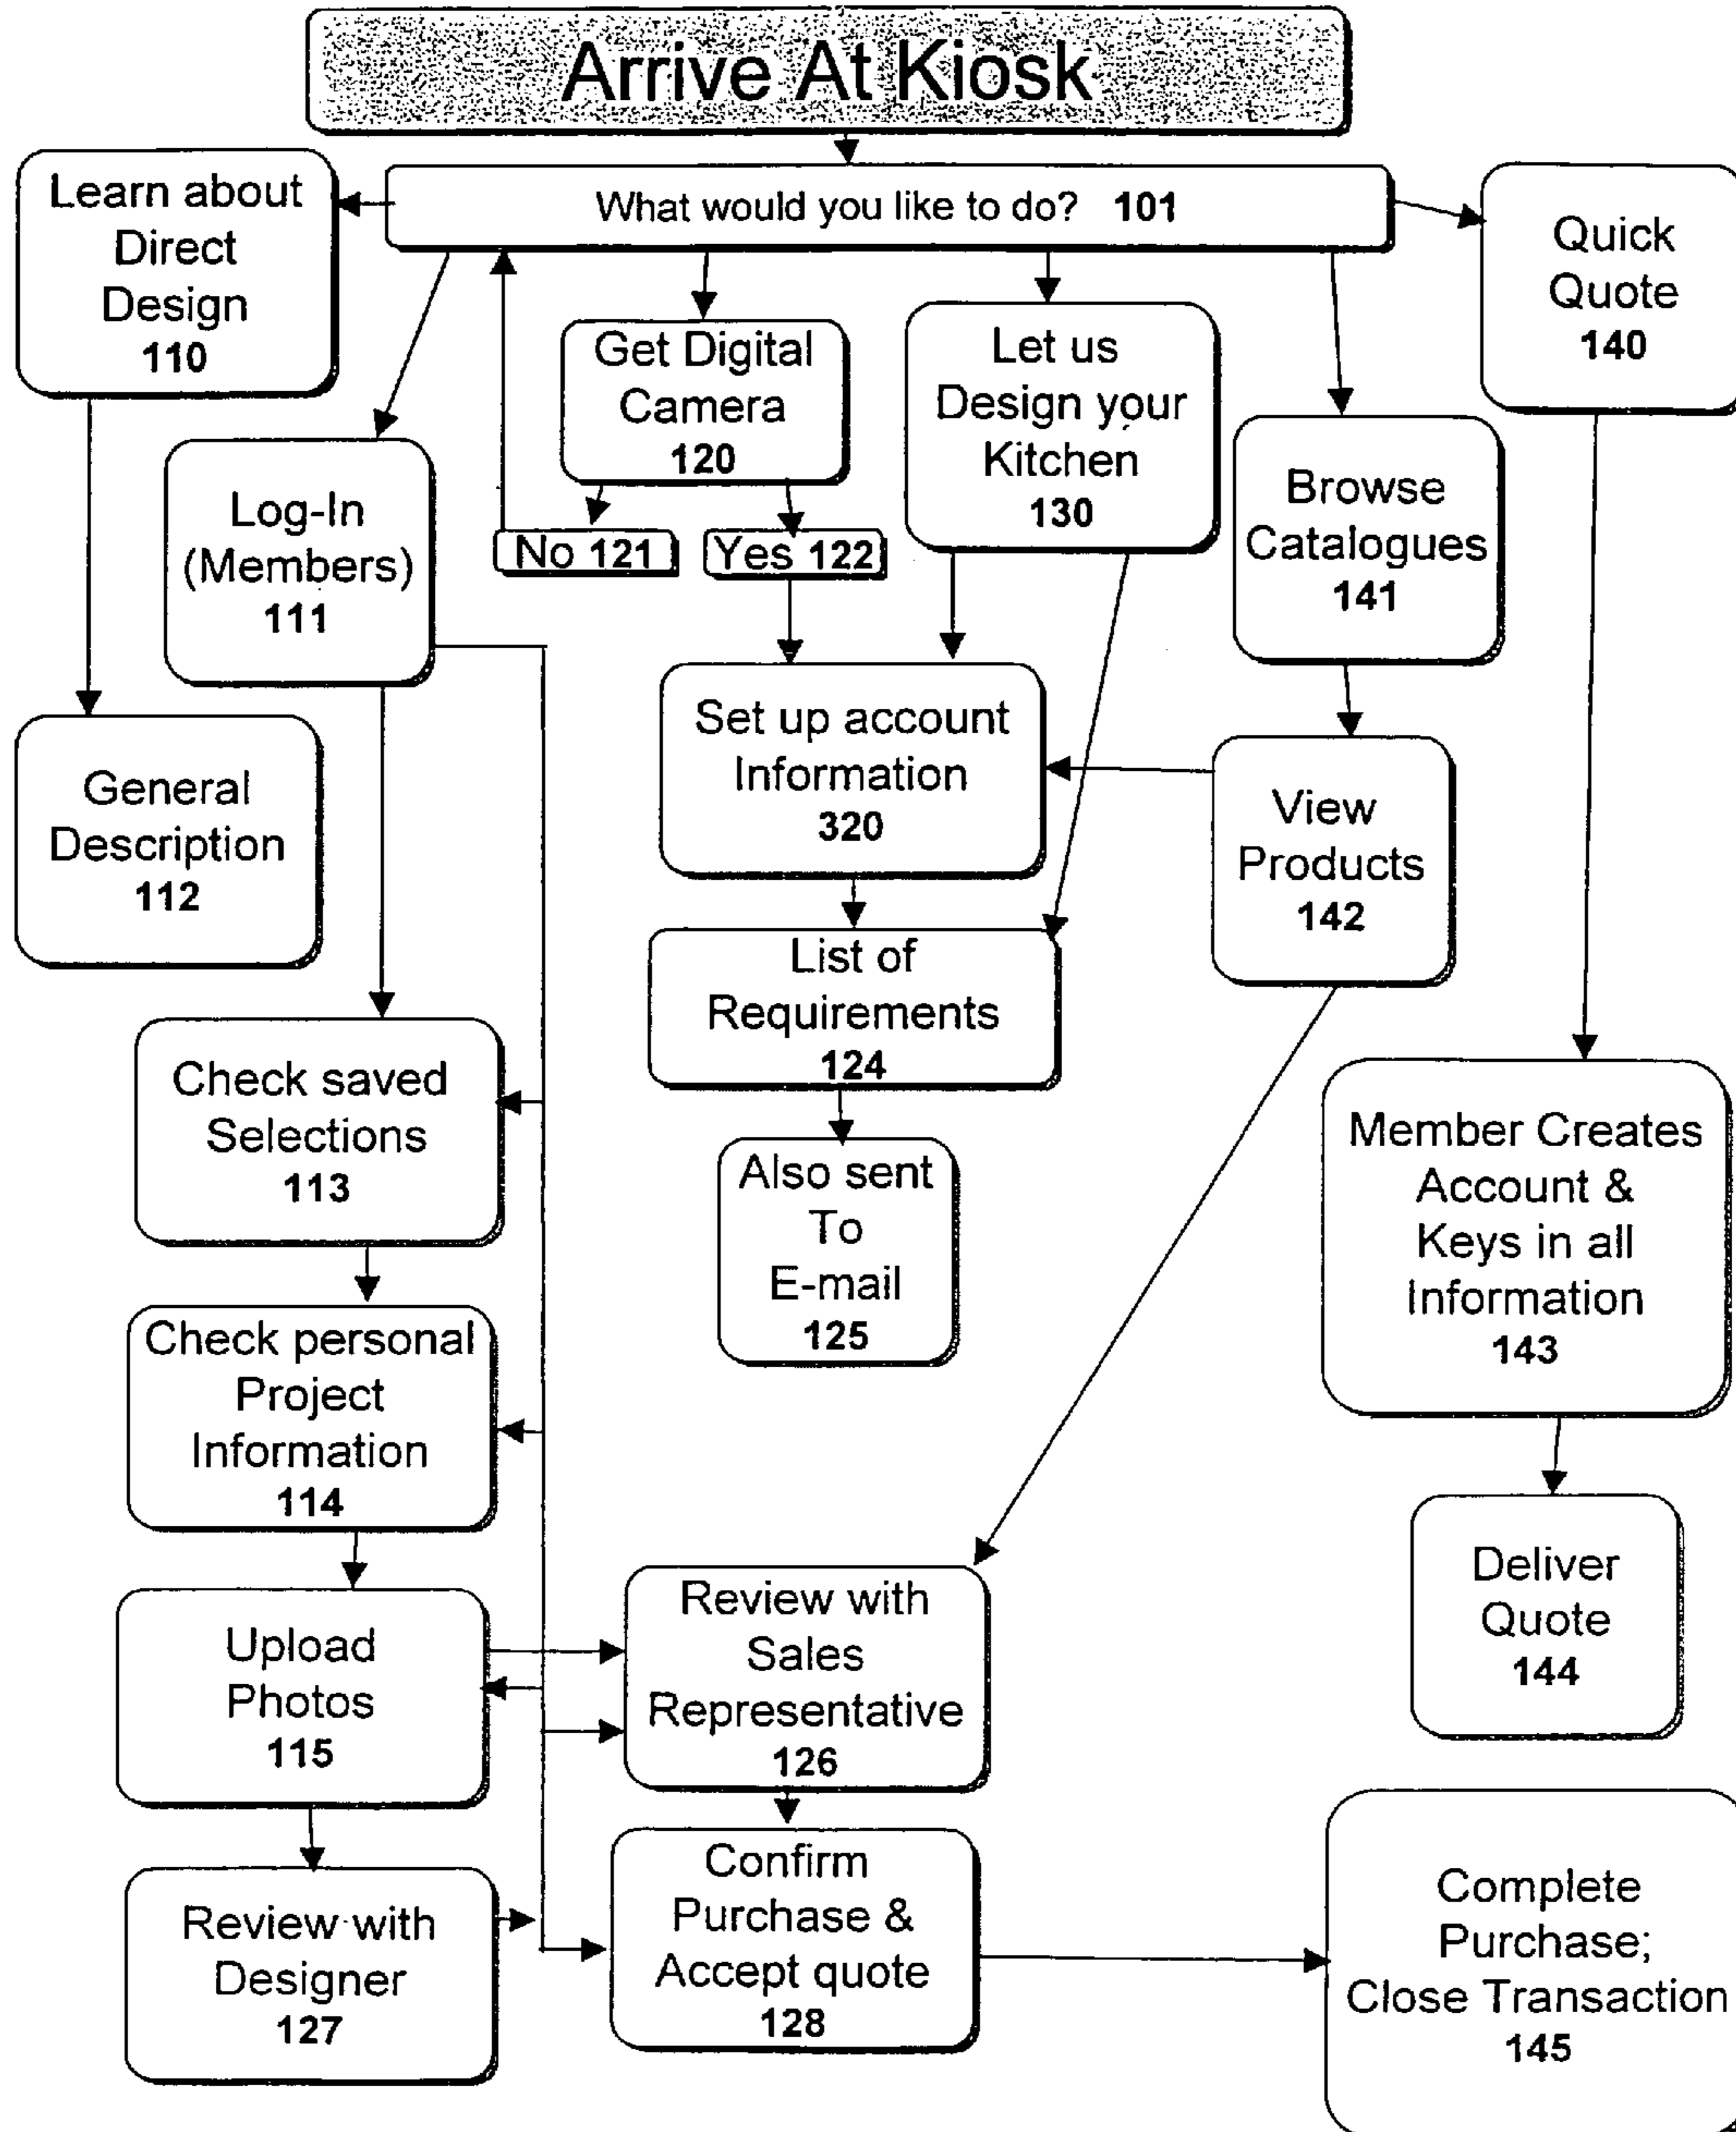 Arrive At Kiosk
What would you like to do? 101
Learn about
Direct
Design
110
Quick
Quote
140
Get Digital
Camera
120
Let us
Design your
Kitchen
130
Log-In
(Members)
111
No 121
Yes 122
Browse
Catalogues
141
General
Description
112
Set up account
Information
320
View
Products
142
List of
Requirements
124
Check saved
Selections
113
Also sent
To
E-mail
125
Member Creates
Account &
Keys in all
Information
143
Check personal
Project
Information
114
Deliver
Quote
144
Upload
Photos
115
Review with
Sales
Representative
126
Review with
Designer
127
Confirm
Purchase &
Accept quote
128
Complete
Purchase;
Close Transaction
145